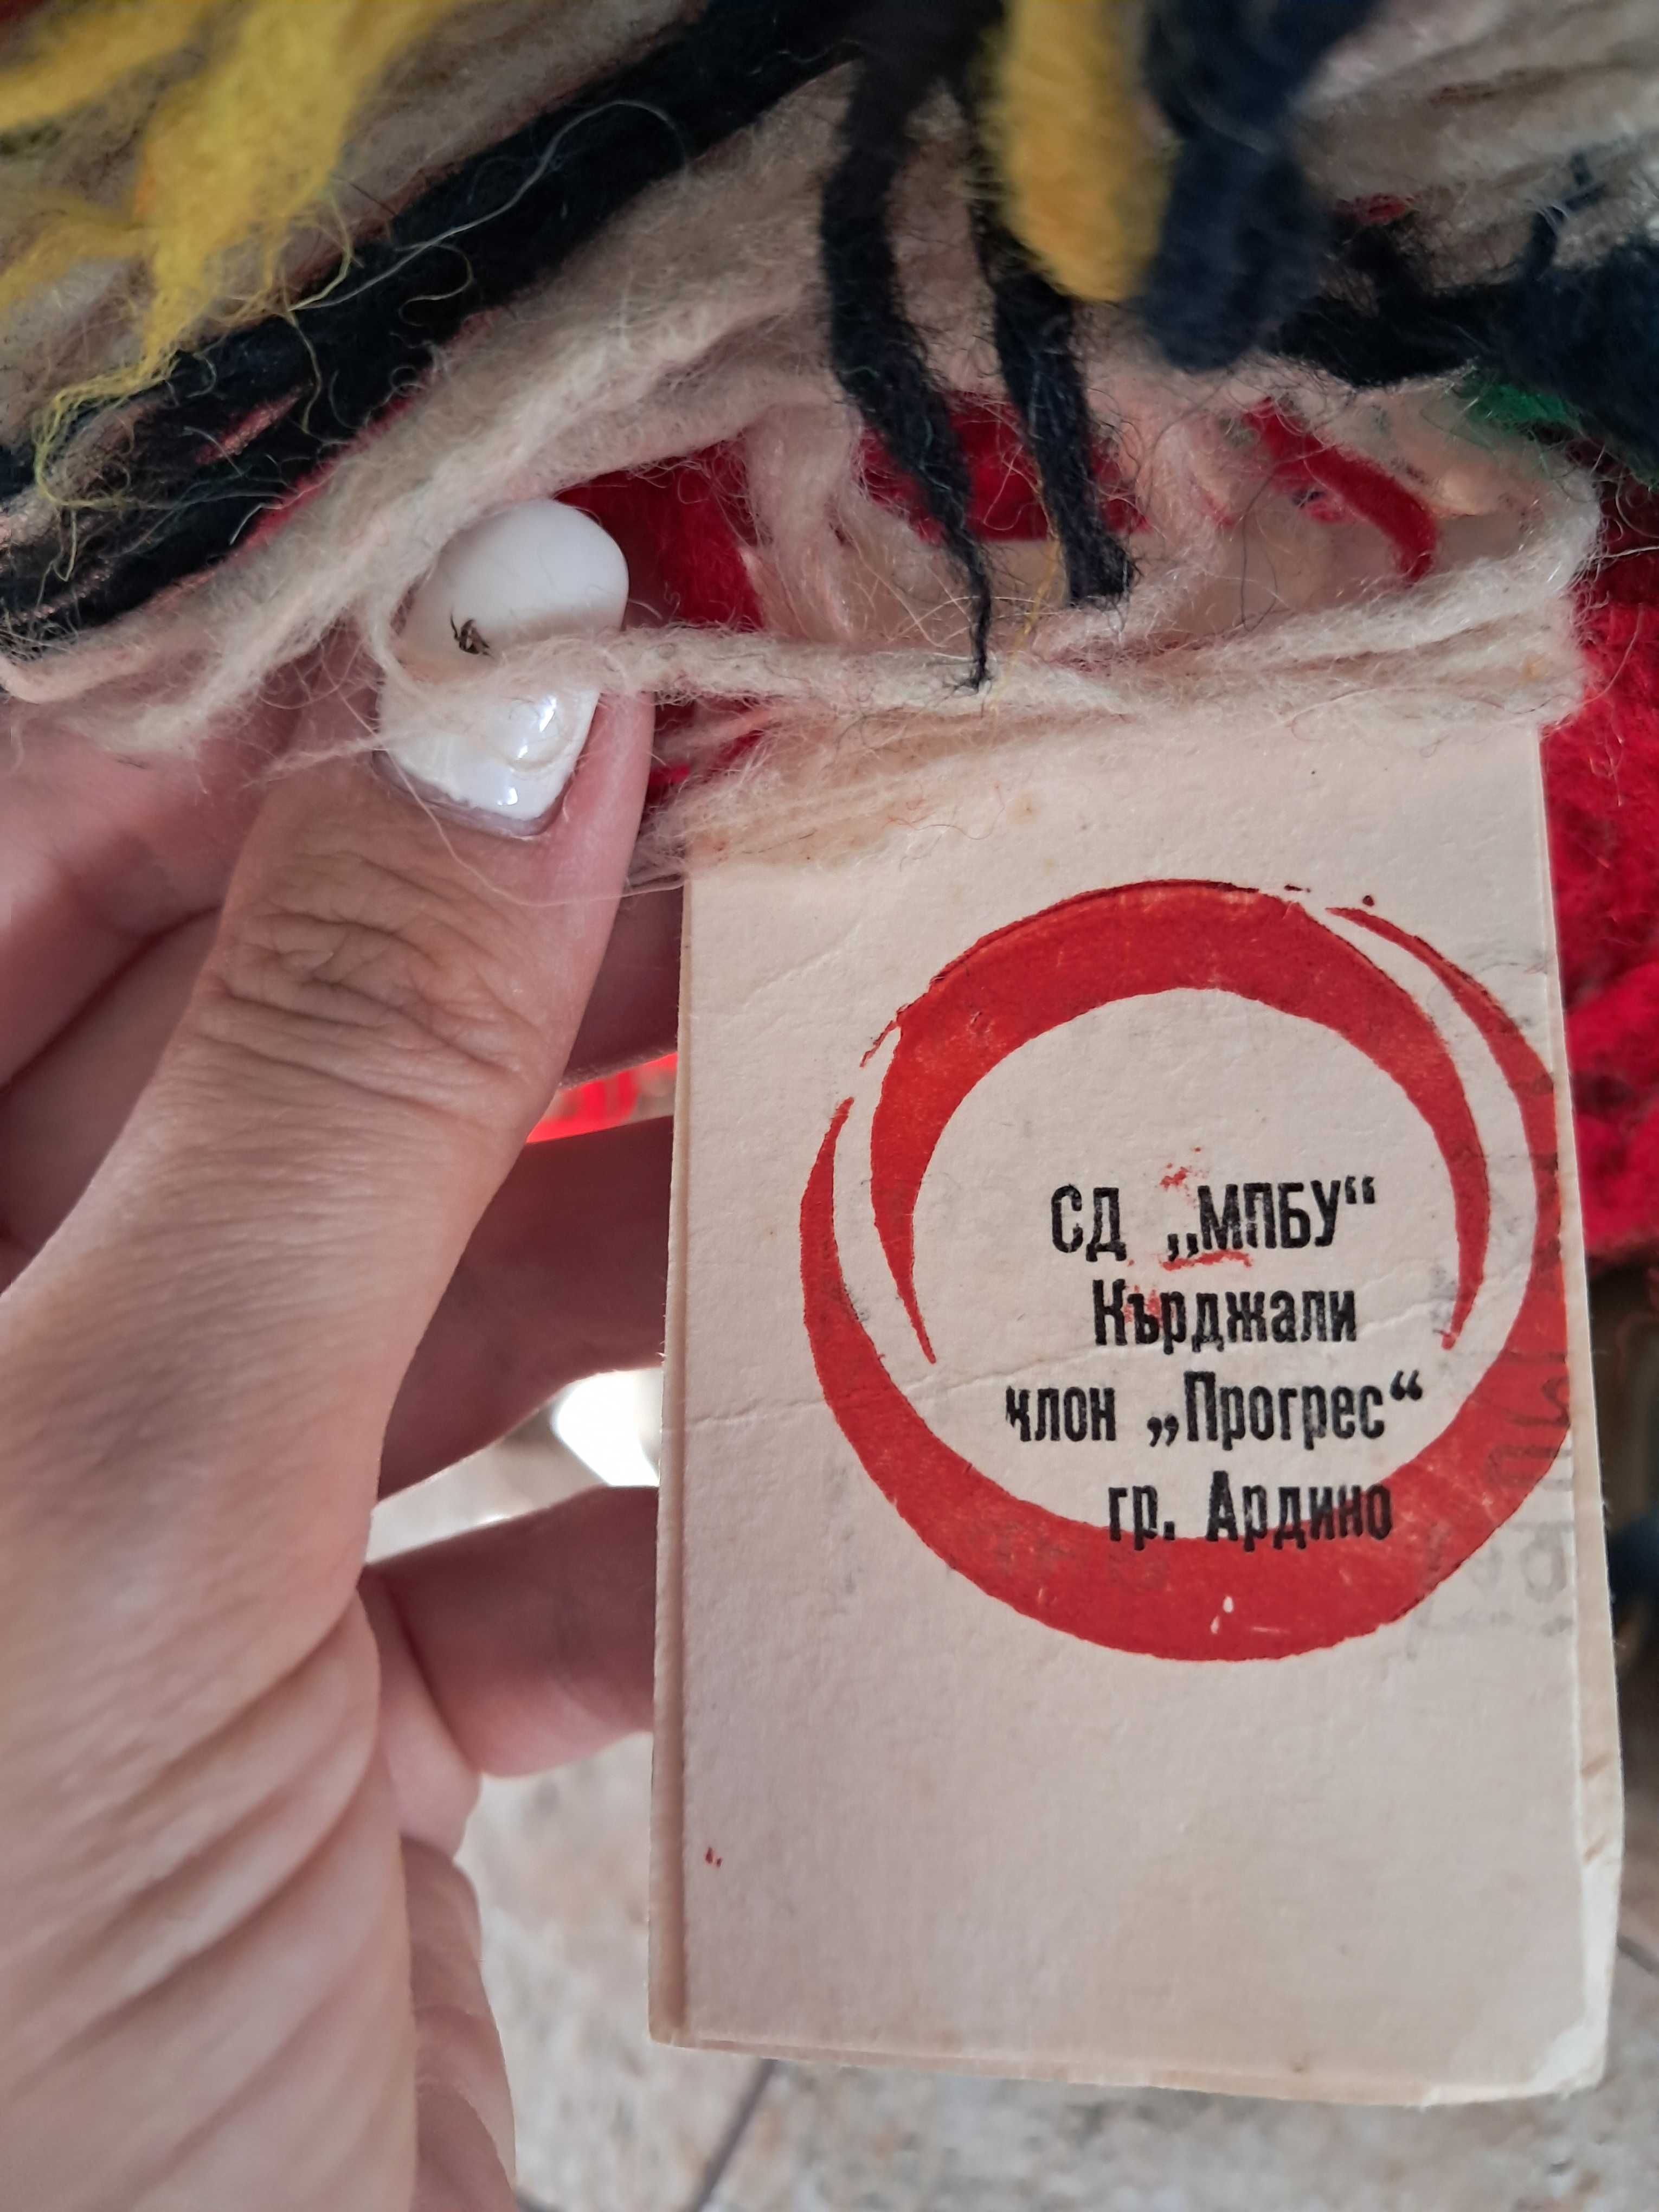 СД „МПБУ“
Кърджали
клон „Прогрес“
гр. Ардино